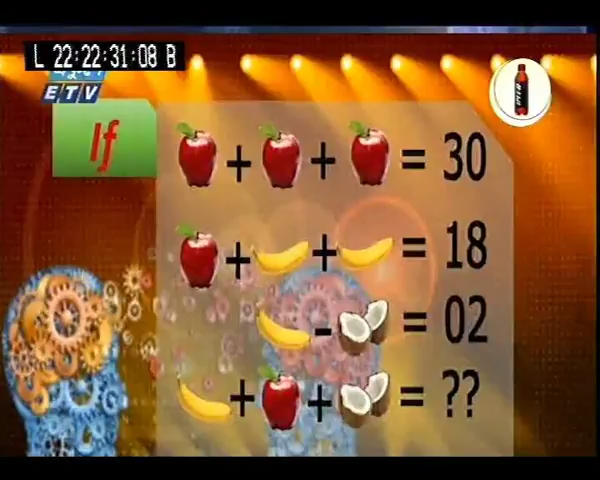 L 22:22:31:08 B
ETV
If
+ + = 30
+ + = 18
- = 02
+ + = ??